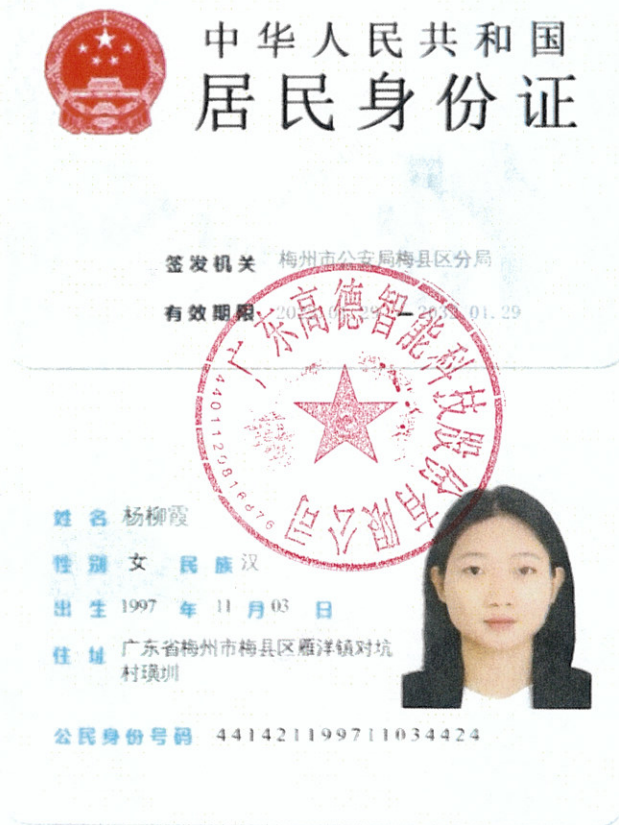 中华人民共和国
居民身份证
签发机关 梅州市公安局梅县区分局
有效期限 29 - 01.29
广东高德智能科技股份有限公司
姓名 杨柳霞
性别 女 民族 汉
出生 1997 年 11 月 03 日
住址 广东省梅州市梅县区雁洋镇对坑
村璜圳
公民身份号码 441421199711034424